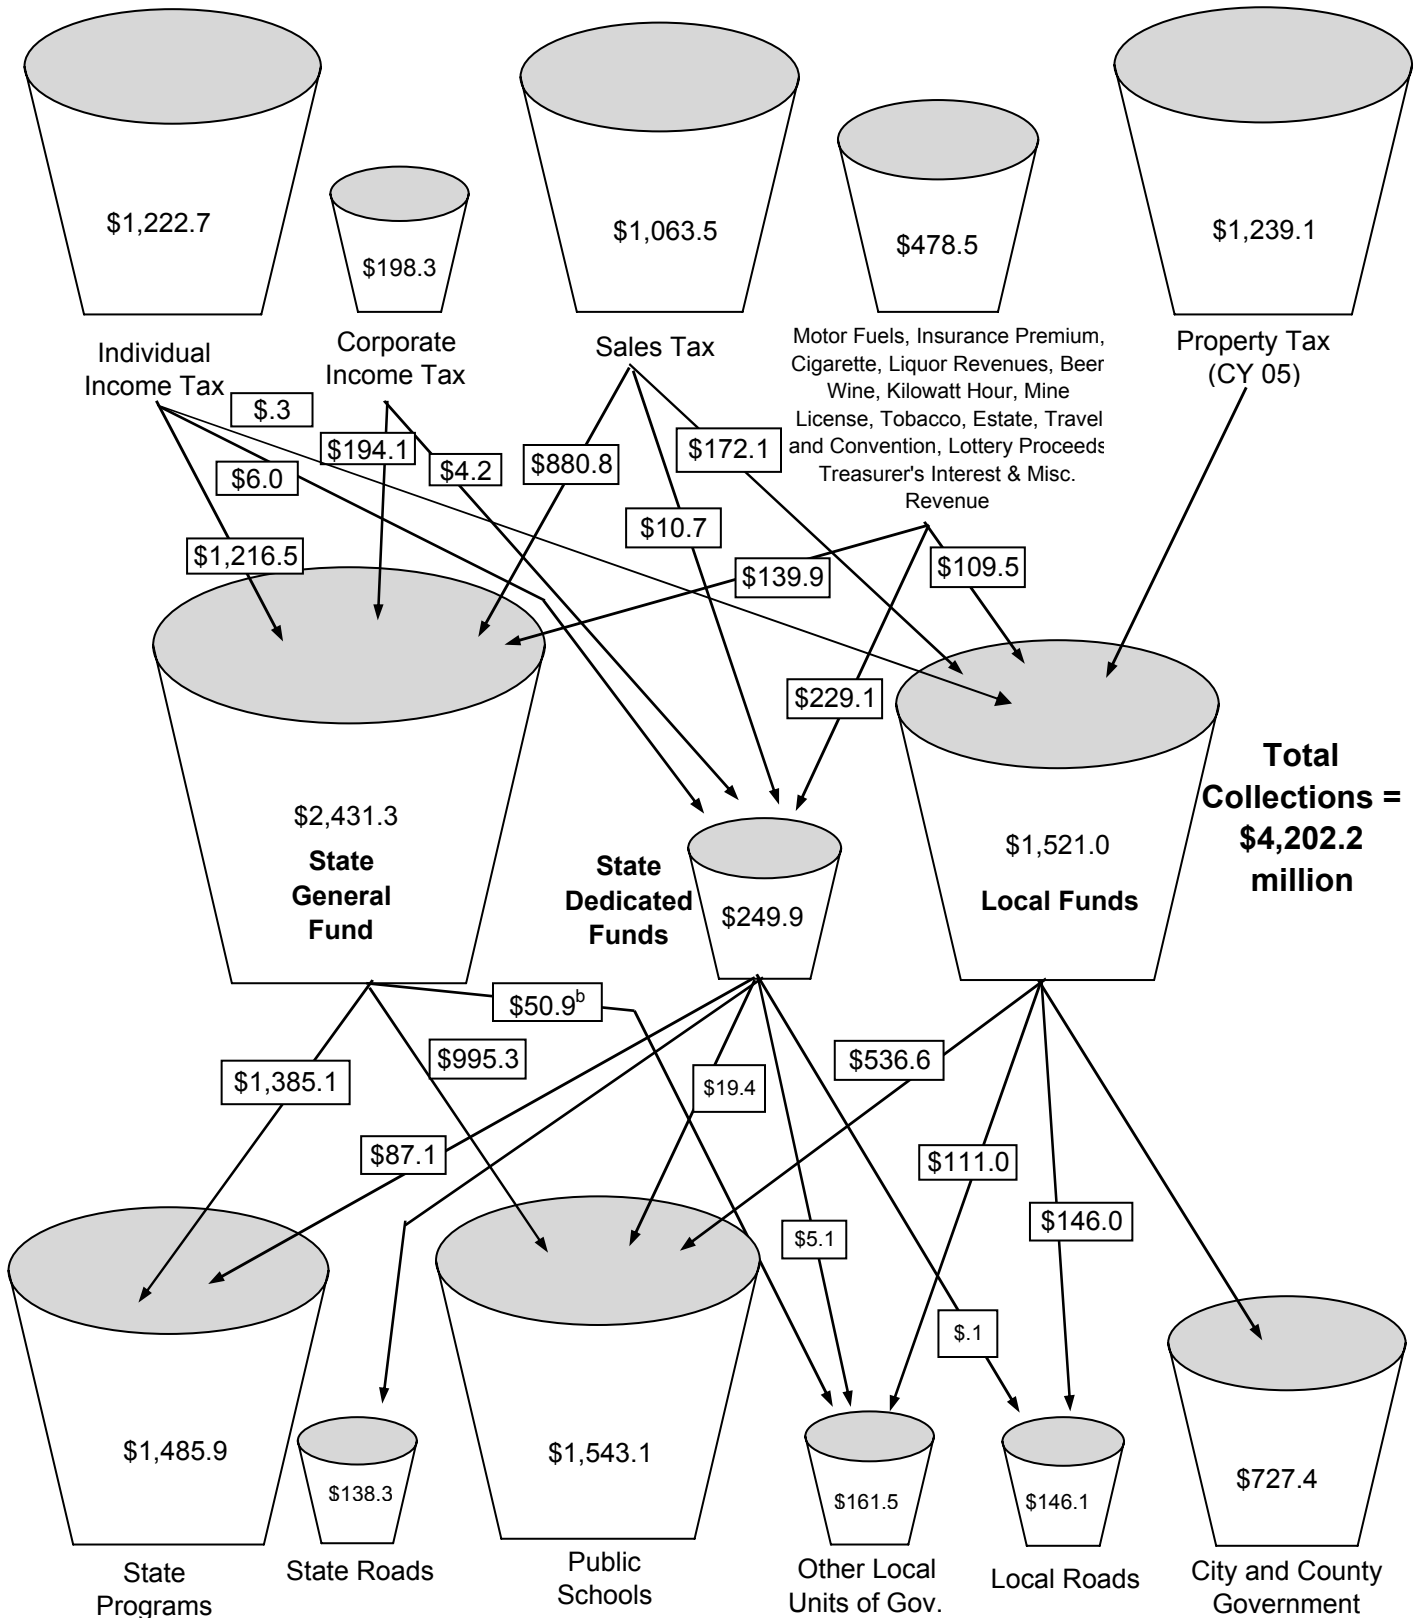 $1,222.7
$198.3
$1,063.5
$478.5
$1,239.1
Individual
Income Tax
Corporate
Income Tax
Sales Tax
Motor Fuels, Insurance Premium,
Cigarette, Liquor Revenues, Beer
Wine, Kilowatt Hour, Mine
License, Tobacco, Estate, Travel
and Convention, Lottery Proceeds
Treasurer's Interest & Misc.
Revenue
Property Tax
(CY 05)
$.3
$6.0
$194.1
$4.2
$880.8
$172.1
$10.7
$1,216.5
$139.9
$109.5
$229.1
$2,431.3
State
General
Fund
State
Dedicated
Funds
$249.9
$1,521.0
Local Funds
Total
Collections =
$4,202.2
million
$50.9b
$1,385.1
$995.3
$19.4
$536.6
$87.1
$111.0
$5.1
$146.0
$.1
$1,485.9
$138.3
$1,543.1
$161.5
$146.1
$727.4
State
Programs
State Roads
Public
Schools
Other Local
Units of Gov.
Local Roads
City and County
Government